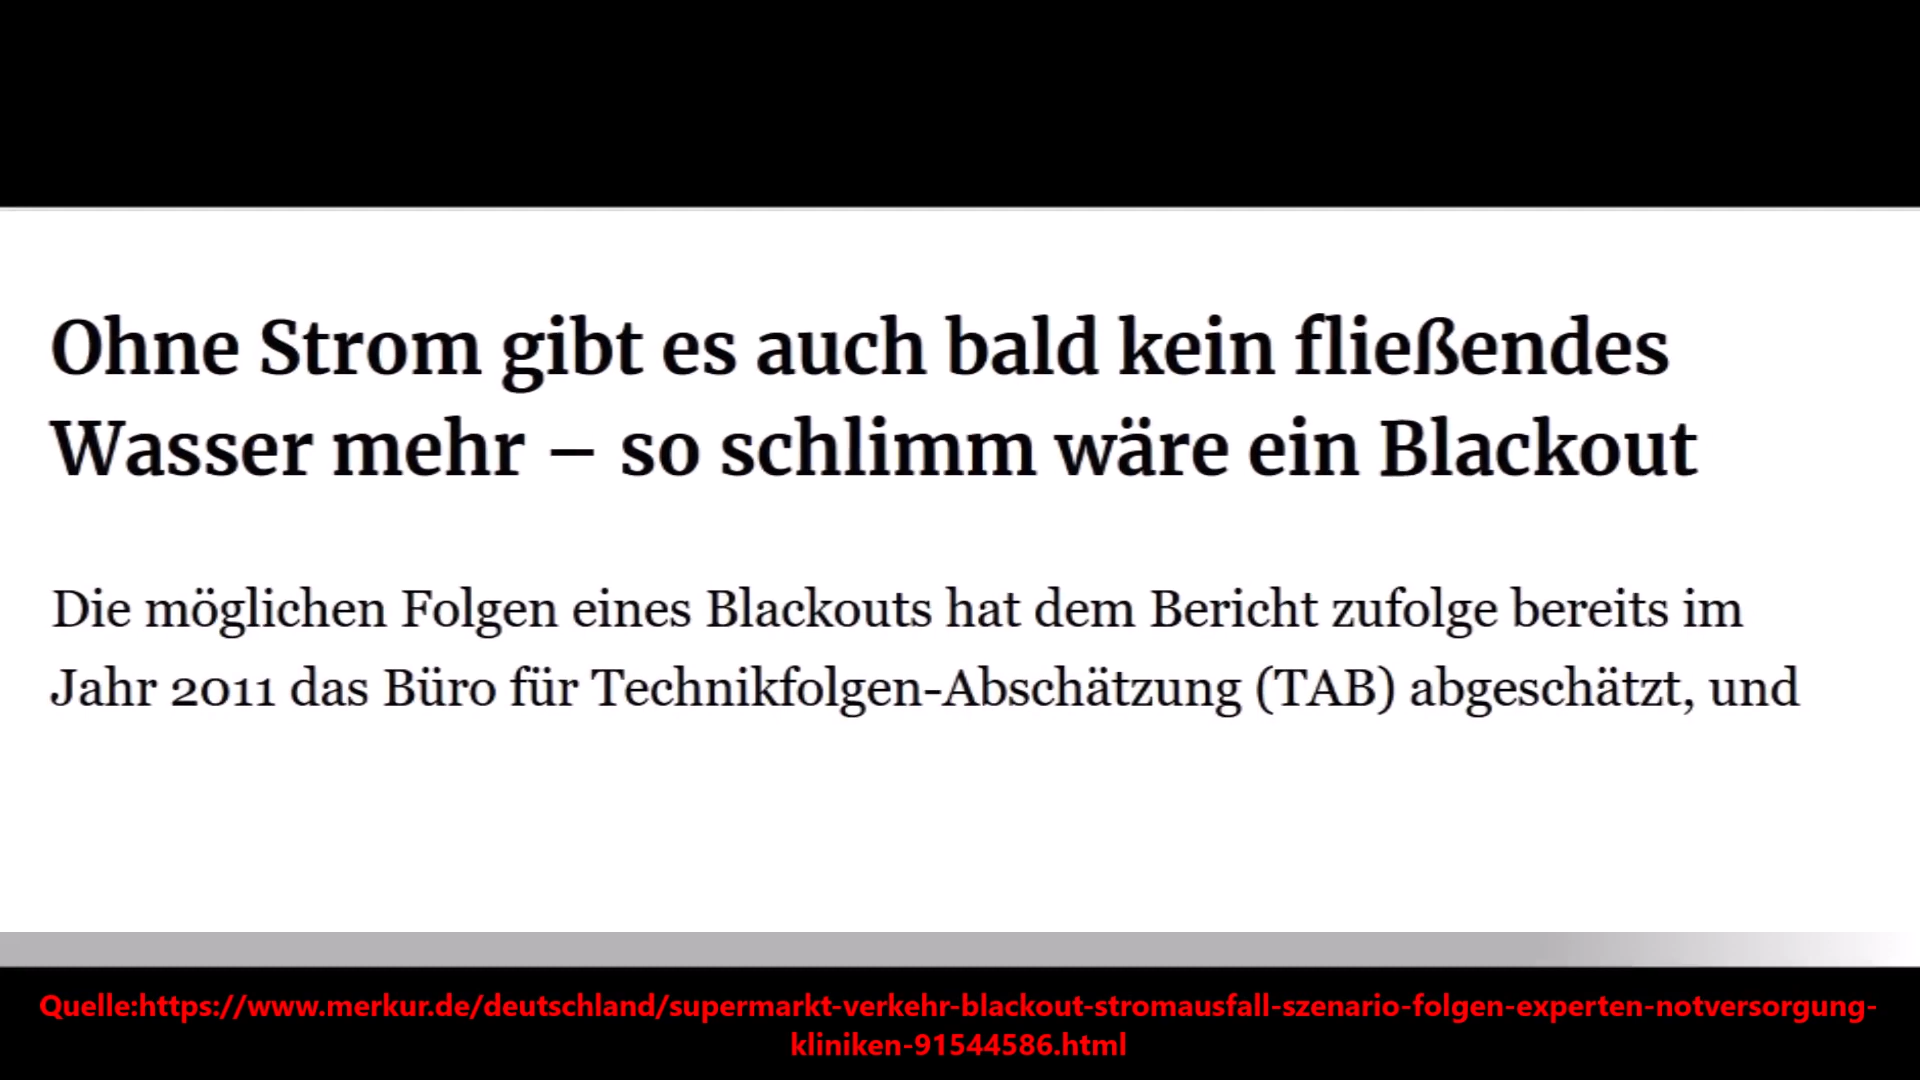 Ohne Strom gibt es auch bald kein fließendes
Wasser mehr – so schlimm wäre ein Blackout
Die möglichen Folgen eines Blackouts hat dem Bericht zufolge bereits im
Jahr 2011 das Büro für Technikfolgen-Abschätzung (TAB) abgeschätzt, und
Quelle:https://www.merkur.de/deutschland/supermarkt-verkehr-blackout-stromausfall-szenario-folgen-experten-notversorgung-
kliniken-91544586.html